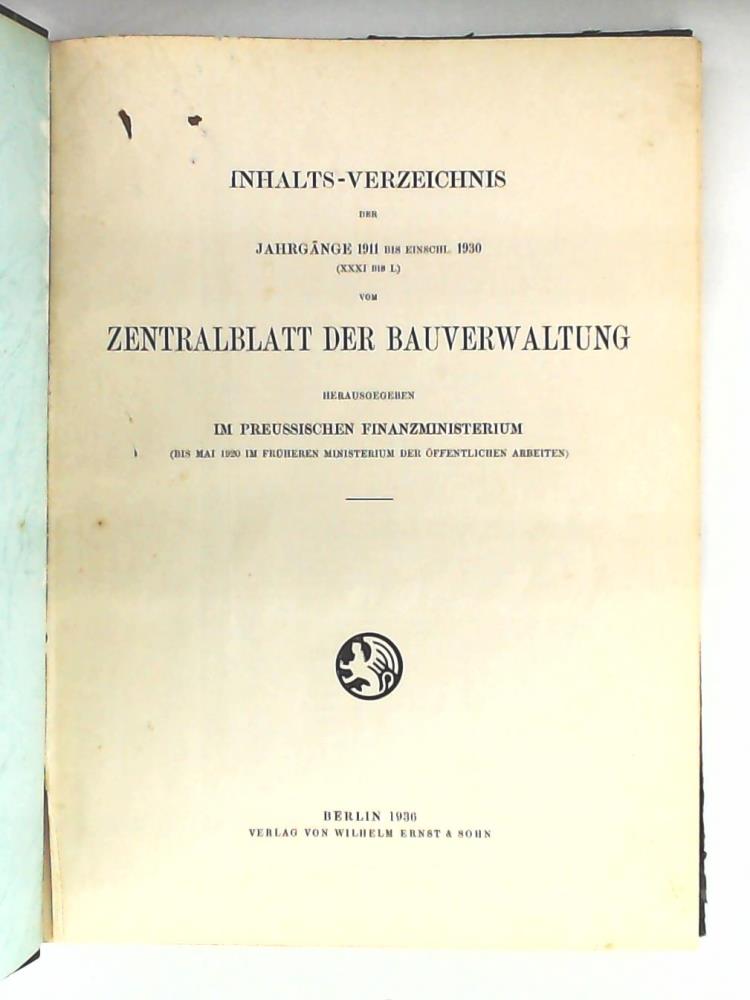 INHALTS-VERZEICHNIS
DER
JAHRGÄNGE 1911 BIS EINSCHL. 1930
(XXXI BIS L)
VOM
ZENTRALBLATT DER BAUVERWALTUNG
HERAUSGEGEBEN
IM PREUSSISCHEN FINANZMINISTERIUM
(BIS MAI 1920 IM FRÜHEREN MINISTERIUM DER ÖFFENTLICHEN ARBEITEN)
BERLIN 1936
VERLAG VON WILHELM ERNST & SOHN